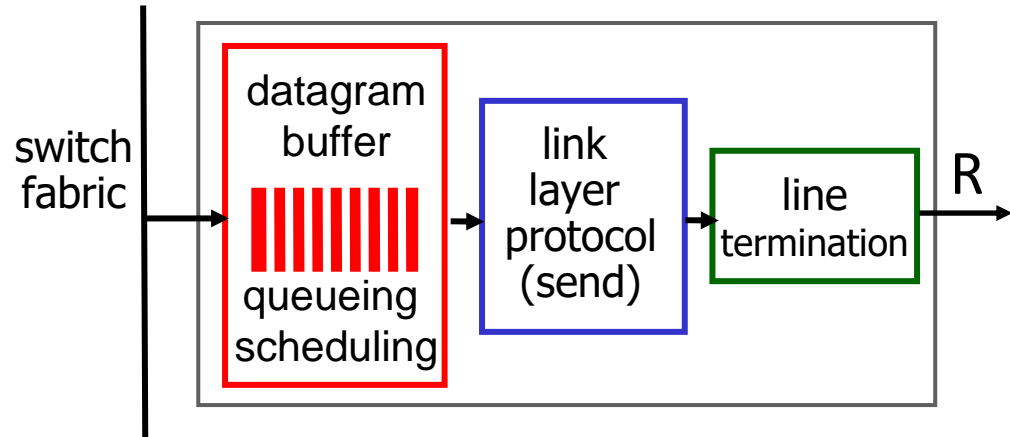 switch
fabric
datagram
buffer
queueing
scheduling
link
layer
protocol
(send)
line
termination
R